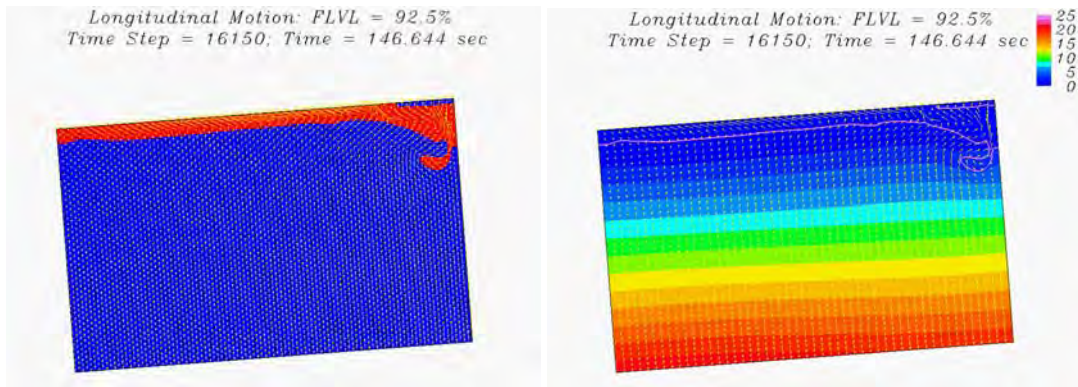 Longitudinal Motion: FLVL = 92.5%
Time Step = 16150; Time = 146.644 sec
Longitudinal Motion: FLVL = 92.5%
Time Step = 16150; Time = 146.644 sec
25
20
15
10
5
0